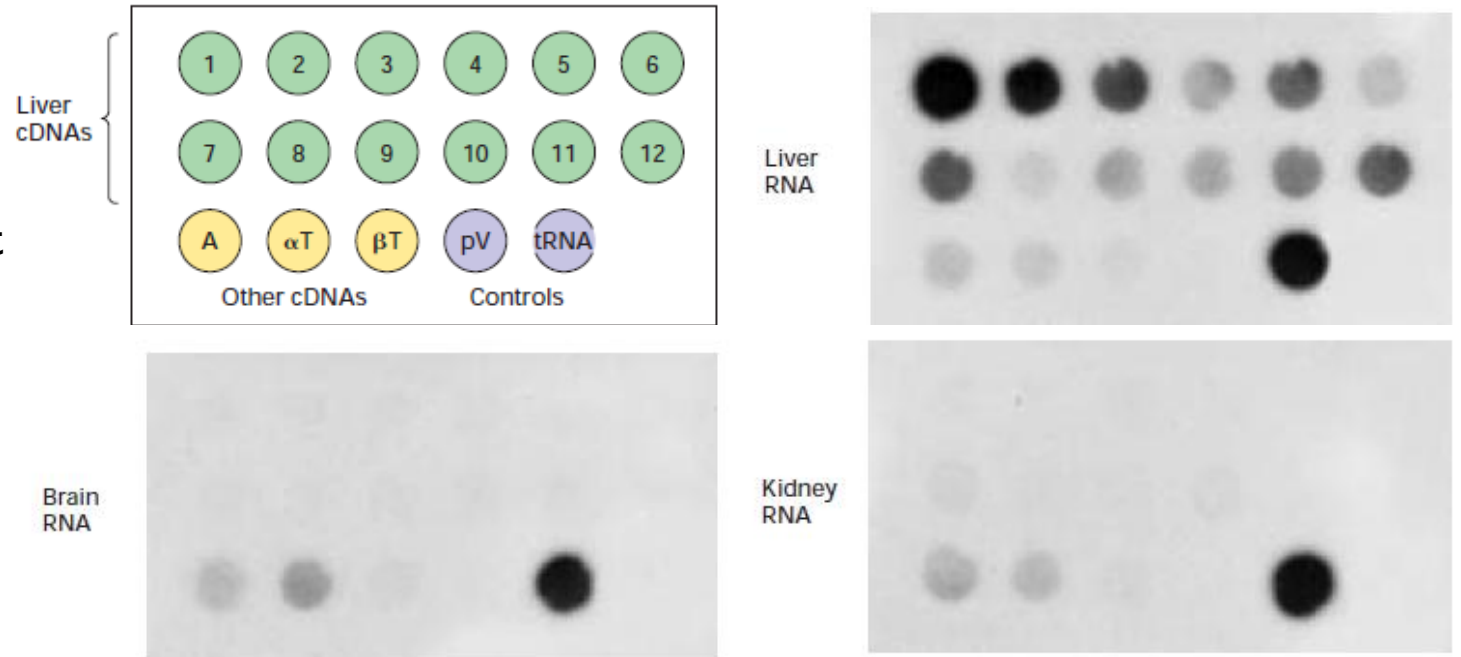 1 2 3 4 5 6
Liver
cDNAs
7 8 9 10 11 12
t
A αT βT pV tRNA
Other cDNAs Controls
Liver
RNA
Brain
RNA
Kidney
RNA